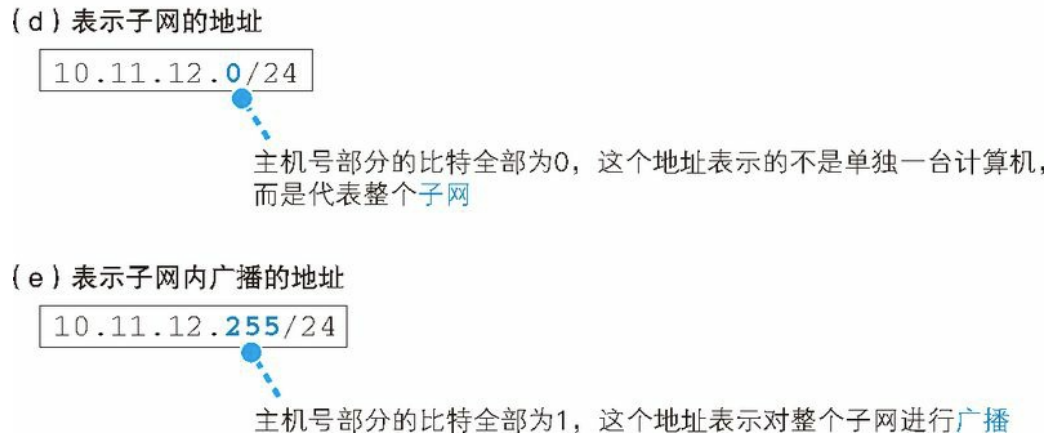 (d)表示子网的地址
10.11.12.0/24
主机号部分的比特全部为0，这个地址表示的不是单独一台计算机，
而是代表整个子网
(e)表示子网内广播的地址
10.11.12.255/24
主机号部分的比特全部为1，这个地址表示对整个子网进行广播